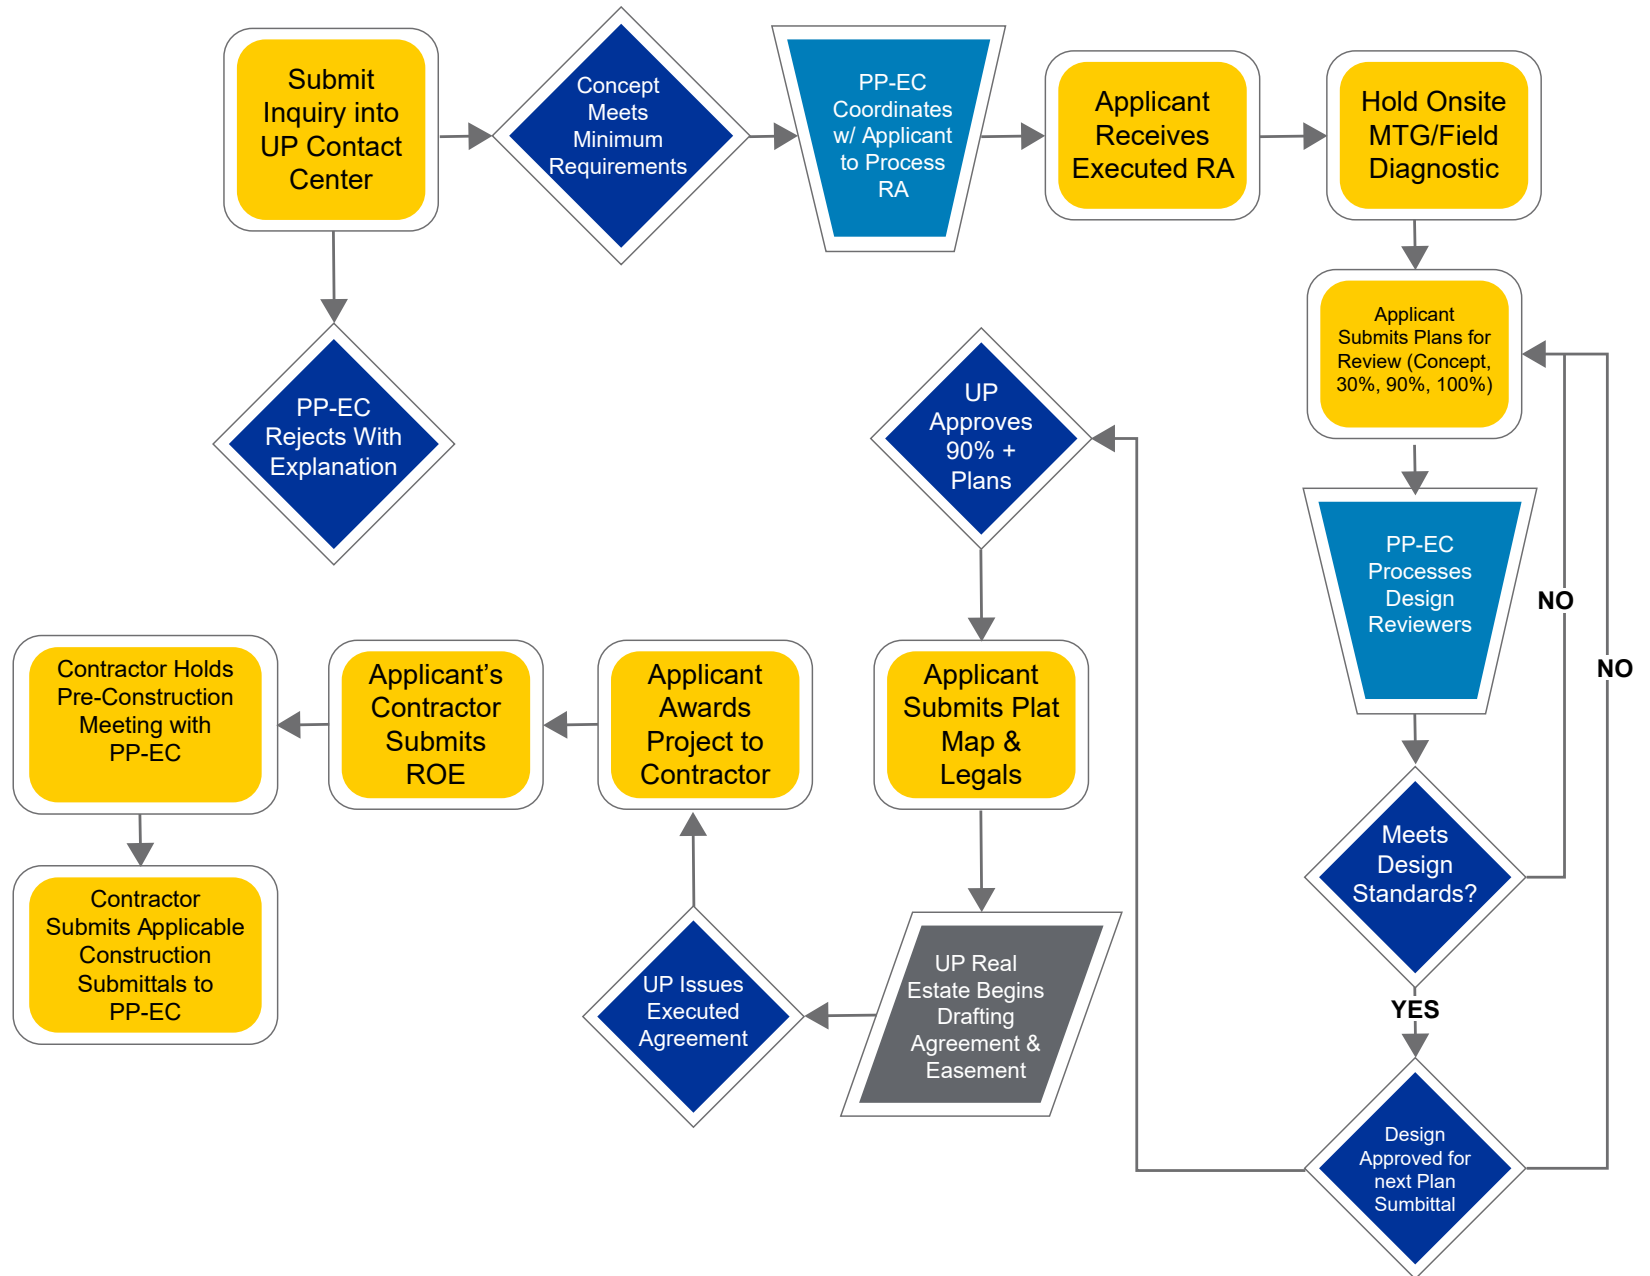 Submit
Inquiry into
UP Contact
Center
Concept
Meets
Minimum
Requirements
PP-EC
Coordinates
w/ Applicant
to Process
RA
Applicant
Receives
Executed RA
Hold Onsite
MTG/Field
Diagnostic
PP-EC
Rejects With
Explanation
Applicant
Submits Plans for
Review (Concept,
30%, 90%, 100%)
PP-EC
Processes
Design
Reviewers
NO
NO
Meets
Design
Standards?
YES
Design
Approved for
next Plan
Sumbittal
UP
Approves
90% +
Plans
Applicant
Submits Plat
Map &
Legals
UP Real
Estate Begins
Drafting
Agreement &
Easement
UP Issues
Executed
Agreement
Applicant
Awards
Project to
Contractor
Applicant’s
Contractor
Submits
ROE
Contractor Holds
Pre-Construction
Meeting with
PP-EC
Contractor
Submits Applicable
Construction
Submittals to
PP-EC